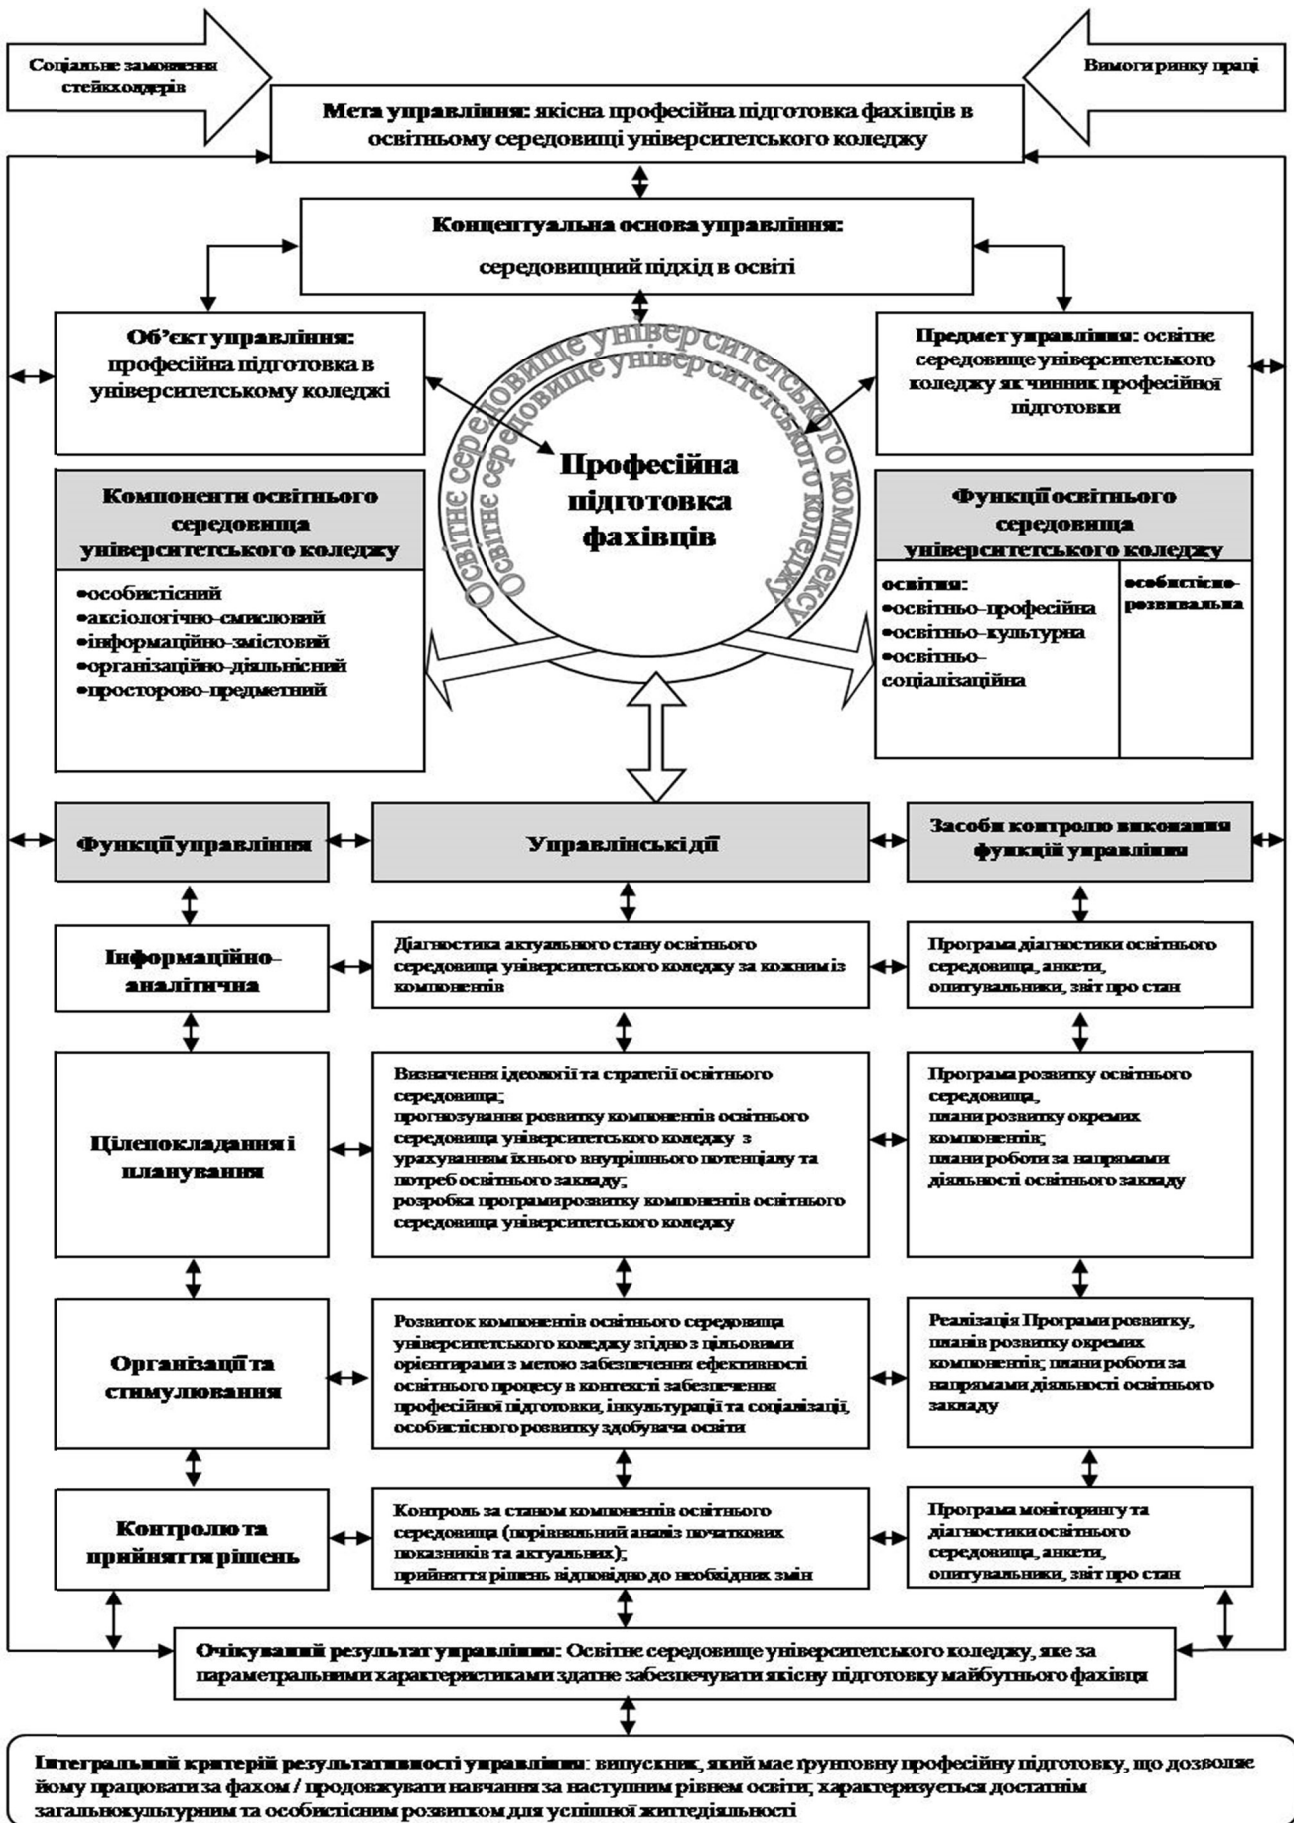 Соціальне замовлення
стейкхолдерів
Вимоги ринку праці
Мета управління: якісна професійна підготовка фахівців в
освітньому середовищі університетського коледжу
Концептуальна основа управління:
середовищний підхід в освіті
Об’єкт управління:
професійна підготовка в
університетському коледжі
Предмет управління: освітнє
середовище університетського
коледжу як чинник професійної
підготовки
Освітнє середовище університетського комплексу
Освітнє середовище університетського коледжу
Професійна
підготовка
фахівців
Компоненти освітнього
середовища
університетського коледжу
•особистісний
•аксіологічно-смисловий
•інформаційно-змістовий
•організаційно-діяльнісний
•просторово-предметний
Функції освітнього
середовища
університетського коледжу
освітня:
•освітньо-професійна
•освітньо-культурна
•освітньо-
соціалізаційна
особистісно-
розвивальна
Функції управління
Управлінські дії
Засоби контролю виконання
функцій управління
Інформаційно-
аналітична
Діагностика актуального стану освітнього
середовища університетського коледжу за кожним із
компонентів
Програма діагностики освітнього
середовища, анкети,
опитувальники, звіт про стан
Цілепокладання і
планування
Визначення ідеології та стратегії освітнього
середовища;
прогнозування розвитку компонентів освітнього
середовища університетського коледжу з
урахуванням їхнього внутрішнього потенціалу та
потреб освітнього закладу;
розробка програми розвитку компонентів освітнього
середовища університетського коледжу
Програма розвитку освітнього
середовища,
плани розвитку окремих
компонентів;
плани роботи за напрямами
діяльності освітнього закладу
Організації та
стимулювання
Розвиток компонентів освітнього середовища
університетського коледжу згідно з цільовими
орієнтирами з метою забезпечення ефективності
освітнього процесу в контексті забезпечення
професійної підготовки, інкультурації та соціалізації,
особистісного розвитку здобувача освіти
Реалізація Програми розвитку,
планів розвитку окремих
компонентів; плани роботи за
напрямами діяльності освітнього
закладу
Контролю та
прийняття рішень
Контроль за станом компонентів освітнього
середовища (порівняльний аналіз початкових
показників та актуальних);
прийняття рішень відповідно до необхідних змін
Програма моніторингу та
діагностики освітнього
середовища, анкети,
опитувальники, звіт про стан
Очікуваний результат управління: Освітнє середовище університетського коледжу, яке за
параметральними характеристиками здатне забезпечувати якісну підготовку майбутнього фахівця
Інтегральний критерій результативності управління: випускник, який має ґрунтовну професійну підготовку, що дозволяє
йому працювати за фахом / продовжувати навчання за наступним рівнем освіти; характеризується достатнім
загальнокультурним та особистісним розвитком для успішної життєдіяльності